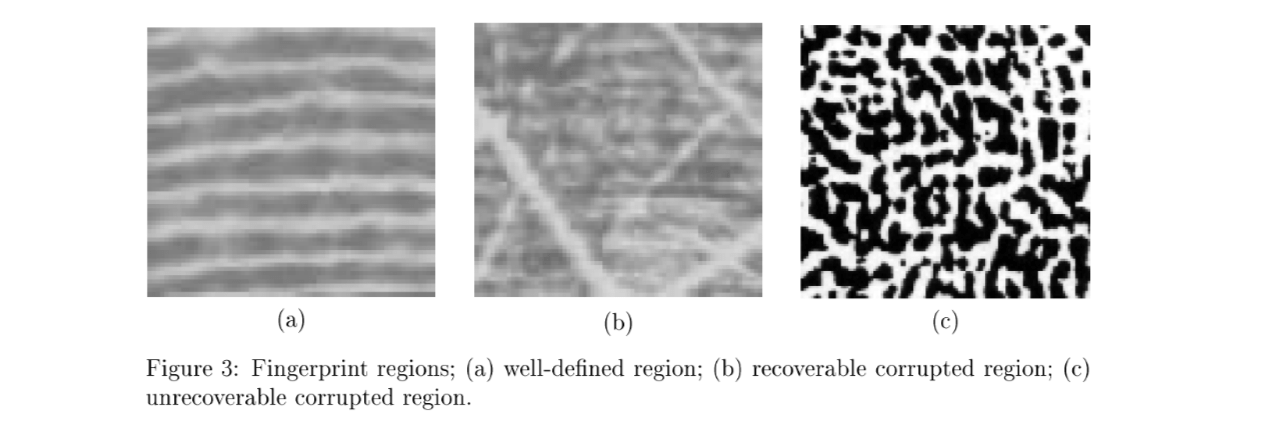 (a)
(b)
(c)
Figure 3: Fingerprint regions; (a) well-defined region; (b) recoverable corrupted region; (c)
unrecoverable corrupted region.